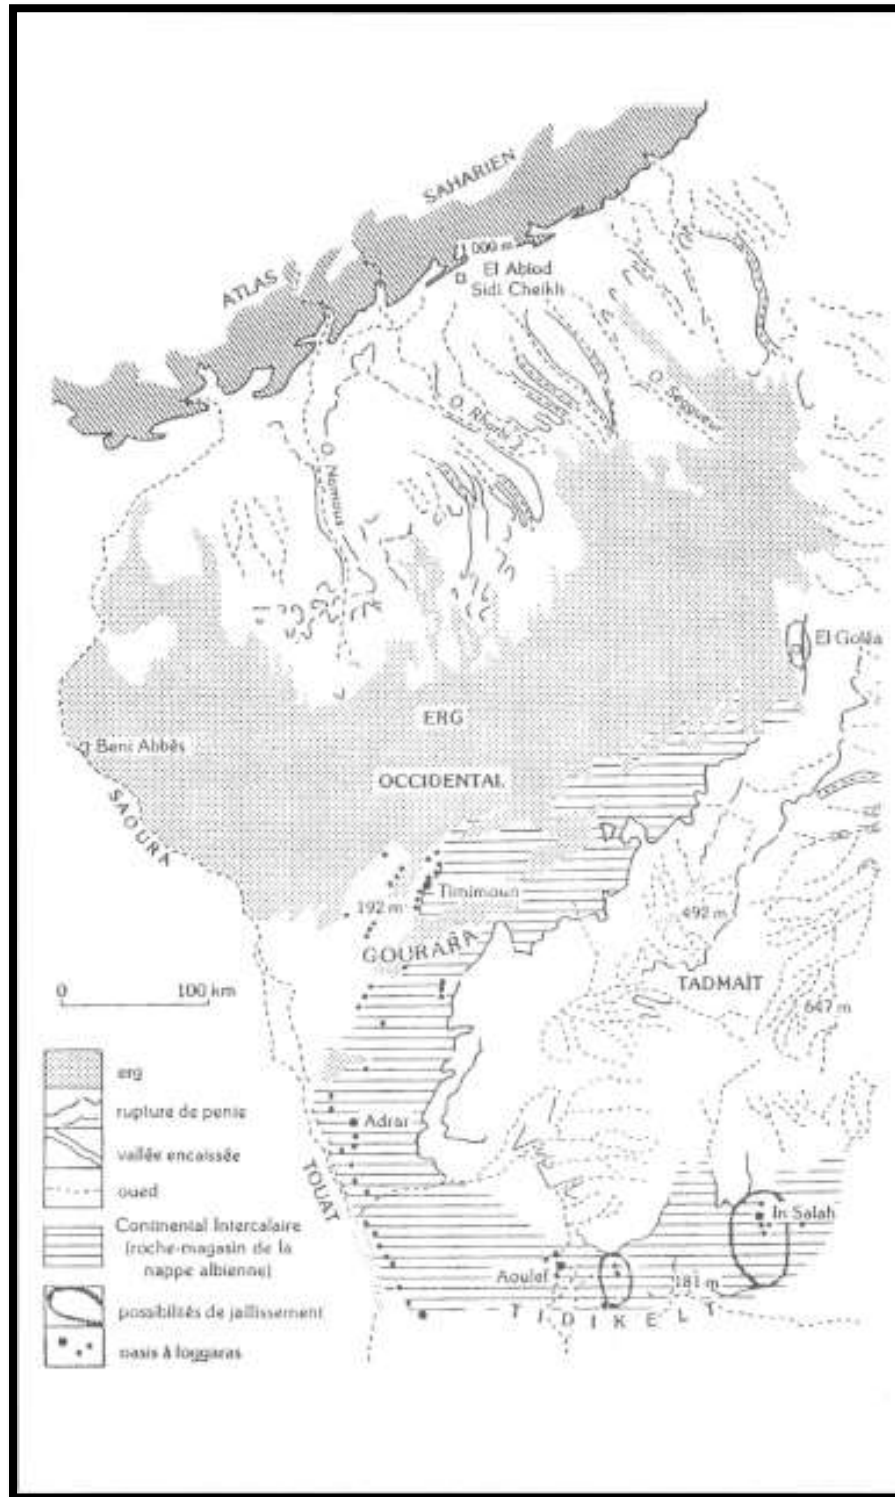 ATLAS
SAHARIEN
1 000 m
El Abiod
Sidi Cheikh
O. Namous
O. Rharbi
O. Seggueur
El Goléa
ERG
OCCIDENTAL
Beni Abbès
SAOURA
Timimoun
192 m
GOURARA
492 m
TADMAÏT
647 m
0 100 km
Adrar
TOUAT
In Salah
Aoulef
181 m
TIDIKELT
erg
rupture de pente
vallée encaissée
oued
Continental Intercalaire
(roche-magasin de la
nappe albienne)
possibilités de jaillissement
oasis à foggaras